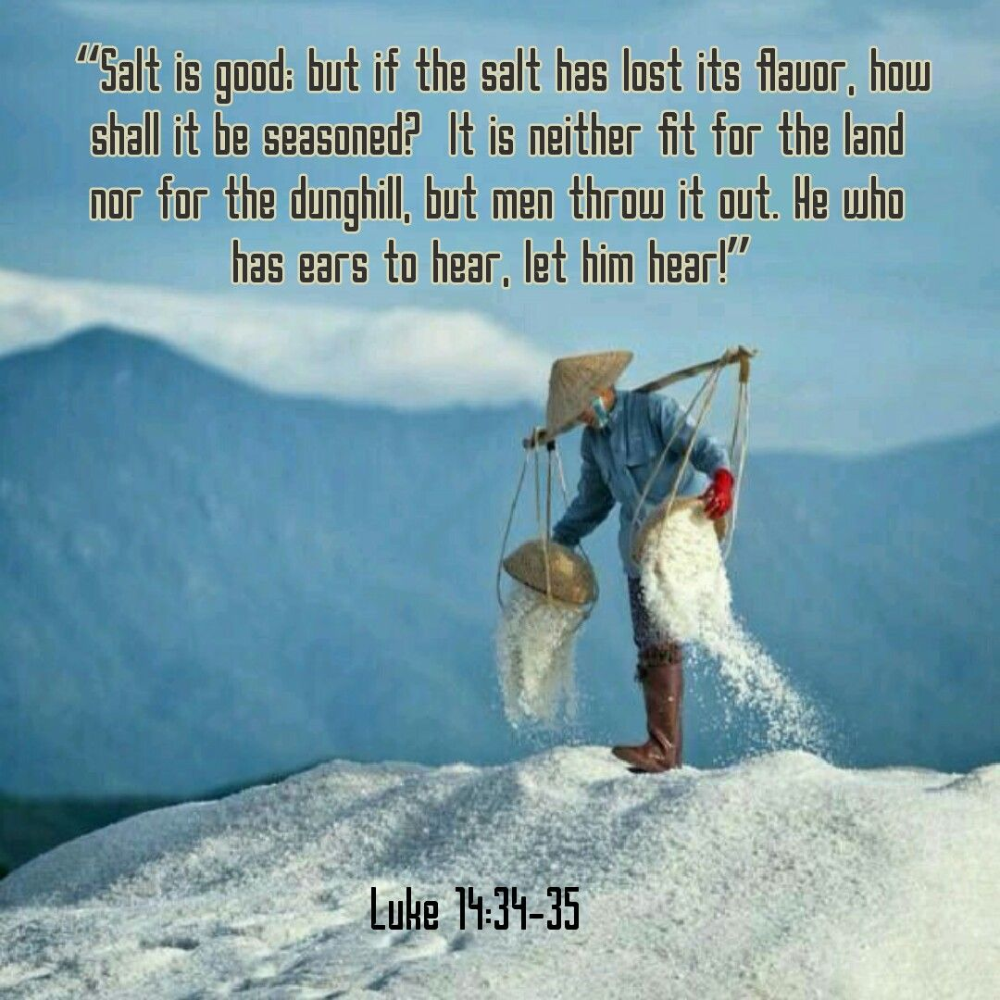 “Salt is good; but if the salt has lost its flavor, how
shall it be seasoned? It is neither fit for the land
nor for the dunghill, but men throw it out. He who
has ears to hear, let him hear!”
Luke 14:34-35